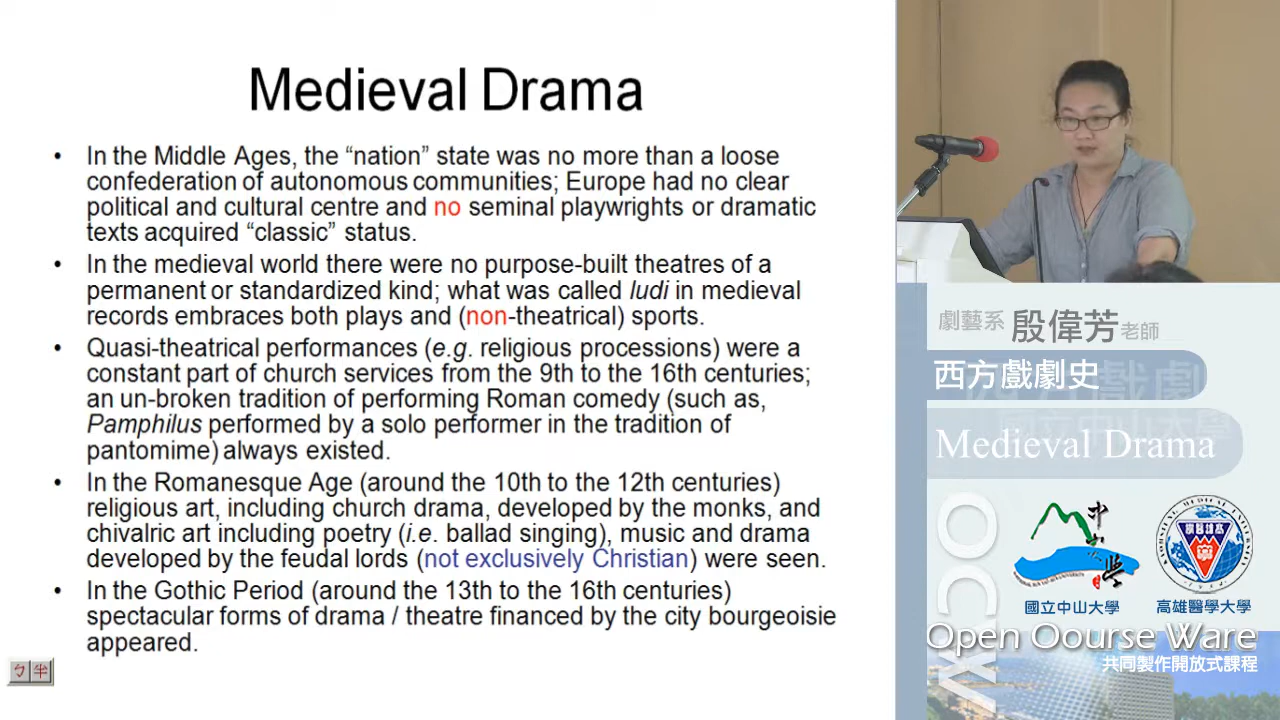 Medieval Drama
• In the Middle Ages, the “nation” state was no more than a loose
confederation of autonomous communities; Europe had no clear
political and cultural centre and no seminal playwrights or dramatic
texts acquired “classic” status.
• In the medieval world there were no purpose-built theatres of a
permanent or standardized kind; what was called ludi in medieval
records embraces both plays and (non-theatrical) sports.
• Quasi-theatrical performances (e.g. religious processions) were a
constant part of church services from the 9th to the 16th centuries;
an un-broken tradition of performing Roman comedy (such as,
Pamphilus performed by a solo performer in the tradition of
pantomime) always existed.
• In the Romanesque Age (around the 10th to the 12th centuries)
religious art, including church drama, developed by the monks, and
chivalric art including poetry (i.e. ballad singing), music and drama
developed by the feudal lords (not exclusively Christian) were seen.
• In the Gothic Period (around the 13th to the 16th centuries)
spectacular forms of drama / theatre financed by the city bourgeoisie
appeared.
ㄅ半
劇藝系 殷偉芳老師
西方戲劇史
Medieval Drama
OCW
中山大學
國立中山大學
高雄醫學大學
Open Oourse Ware
共同製作開放式課程